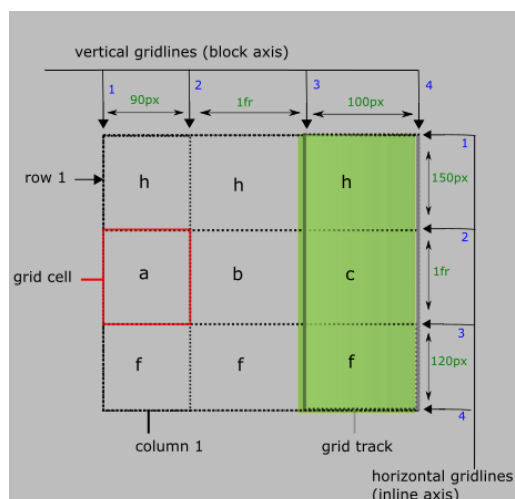 vertical gridlines (block axis)
1
2
3
4
90px
1fr
100px
1
row 1
h
h
h
150px
2
grid cell
a
b
c
1fr
3
f
f
f
120px
4
column 1
grid track
horizontal gridlines
(inline axis)